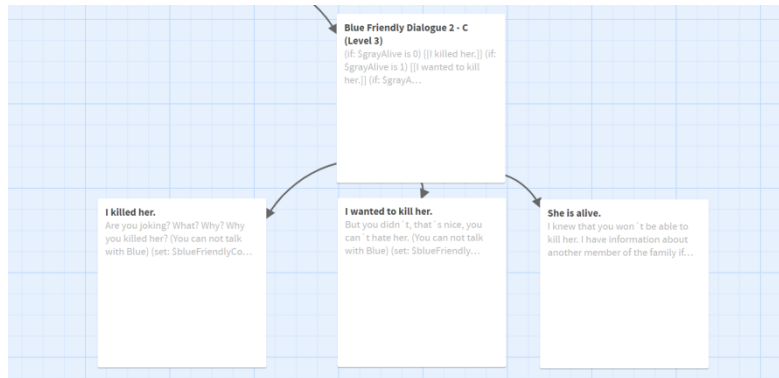 Blue Friendly Dialogue 2 - C
(Level 3)
(if: $grayAlive is 0) [[I killed her.]] (if:
$grayAlive is 1) [[I wanted to kill
her.]] (if: $grayA...
I killed her.
Are you joking? What? Why? Why
you killed her? (You can not talk
with Blue) (set: $blueFriendlyCo...
I wanted to kill her.
But you didn´t, that´s nice, you
can´t hate her. (You can not talk
with Blue) (set: $blueFriendly...
She is alive.
I knew that you won´t be able to
kill her. I have information about
another member of the family if...